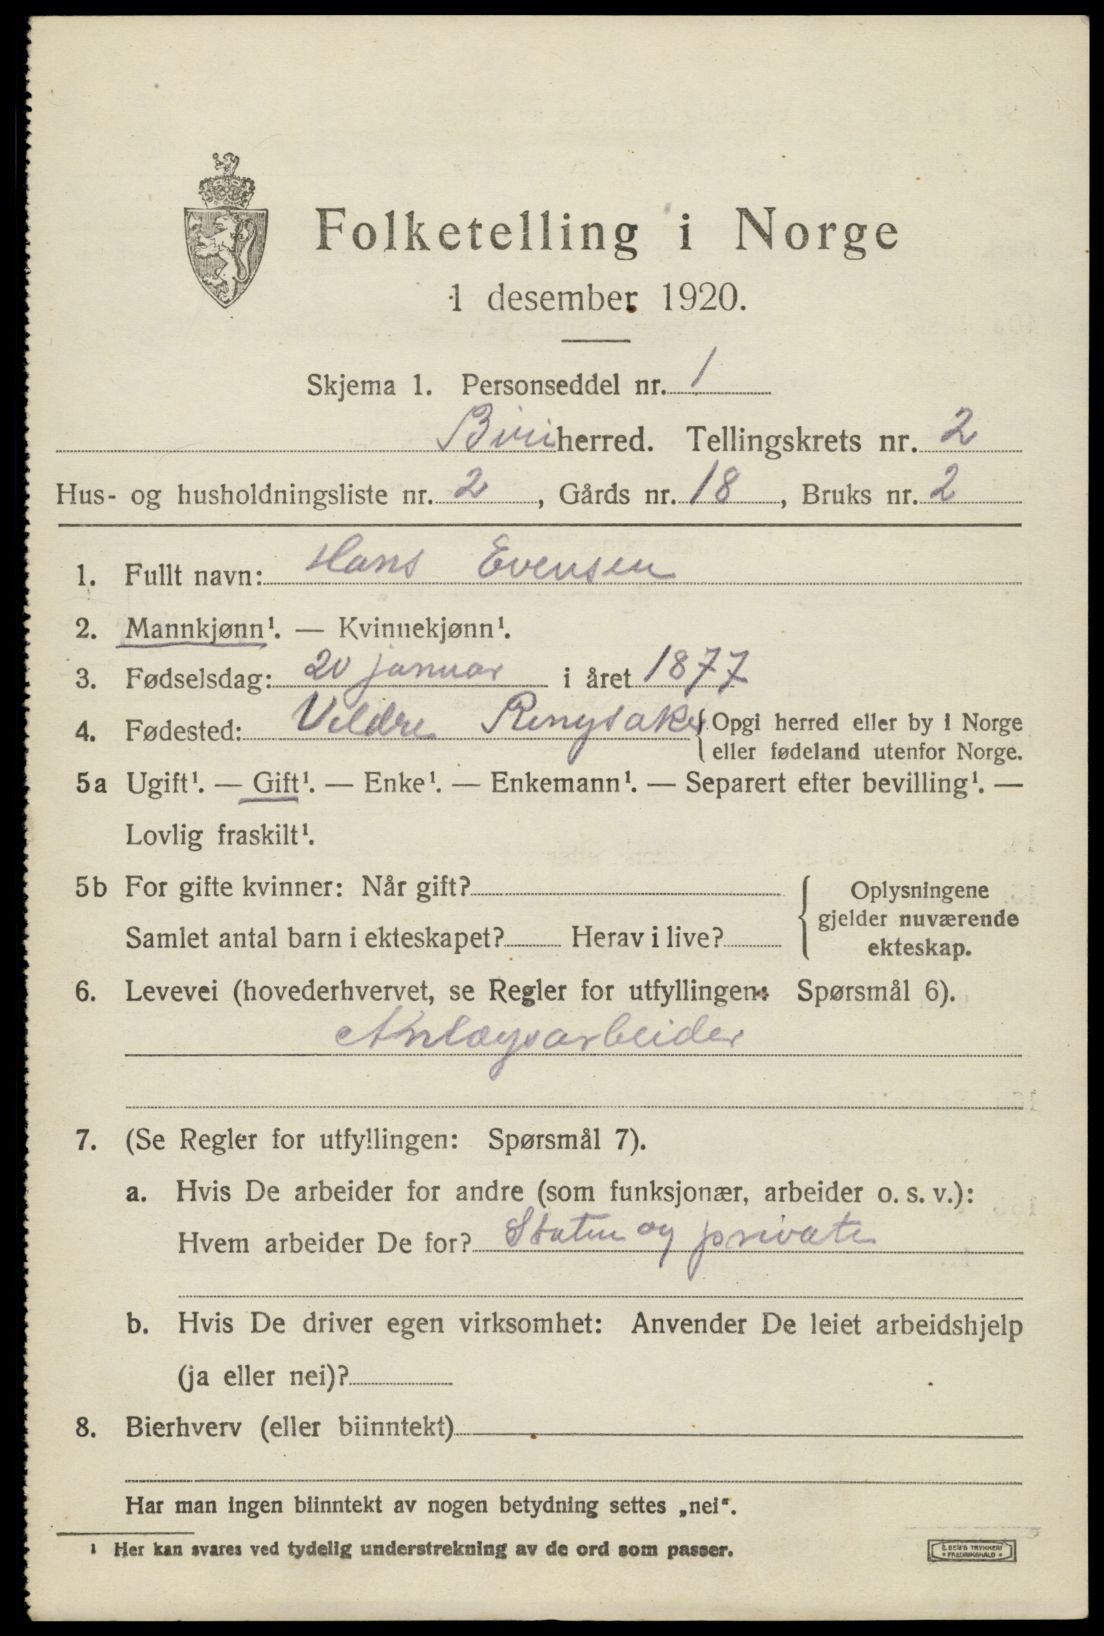 Folketelling i Norge
1 desember 1920.
Skjema 1. Personseddel nr. 1
Biri herred. Tellingskrets nr. 2
Hus- og husholdningsliste nr. 2, Gårds nr. 18, Bruks nr. 2
1. Fullt navn: Hans Evensen
2. Mannkjønn¹. — Kvinnekjønn¹.
3. Fødselsdag: 20 januar i året 1877
4. Fødested: Veldre Ringsaker { Opgi herred eller by i Norge
eller fødeland utenfor Norge.
5a Ugift¹. — Gift¹. — Enke¹. — Enkemann¹. — Separert efter bevilling¹. —
Lovlig fraskilt¹.
5b For gifte kvinner: Når gift?
Samlet antal barn i ekteskapet? Herav i live?
Oplysningene
gjelder nuværende
ekteskap.
6. Levevei (hovederhvervet, se Regler for utfyllingen: Spørsmål 6).
Anlægsarbeider
7. (Se Regler for utfyllingen: Spørsmål 7).
a. Hvis De arbeider for andre (som funksjonær, arbeider o. s. v.):
Hvem arbeider De for? Staten og private
b. Hvis De driver egen virksomhet: Anvender De leiet arbeidshjelp
(ja eller nei)?
8. Bierhverv (eller biinntekt)
Har man ingen biinntekt av nogen betydning settes „nei".
¹ Her kan svares ved tydelig understrekning av de ord som passer.
FREDRIKSHALD